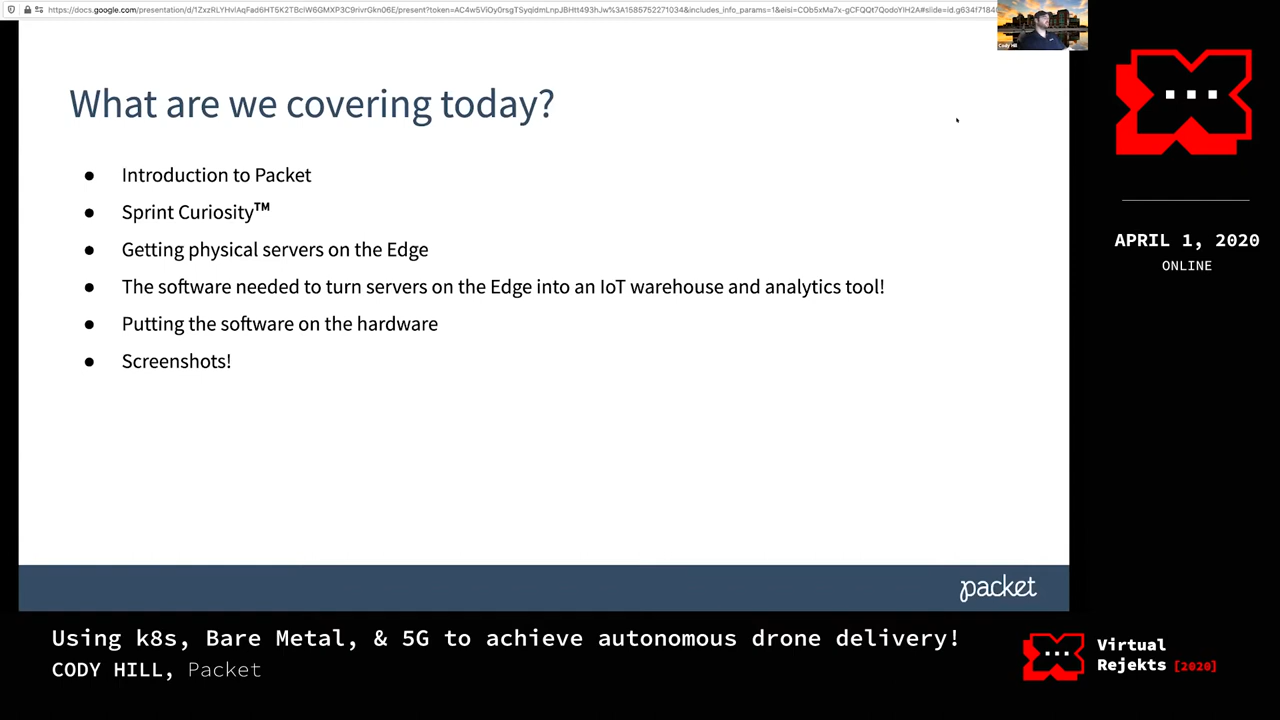 What are we covering today?
● Introduction to Packet
● Sprint Curiosity™
● Getting physical servers on the Edge
● The software needed to turn servers on the Edge into an IoT warehouse and analytics tool!
● Putting the software on the hardware
● Screenshots!
packet
Cody Hill
APRIL 1, 2020
ONLINE
Using k8s, Bare Metal, & 5G to achieve autonomous drone delivery!
CODY HILL, Packet
Virtual
Rejekts [2020]